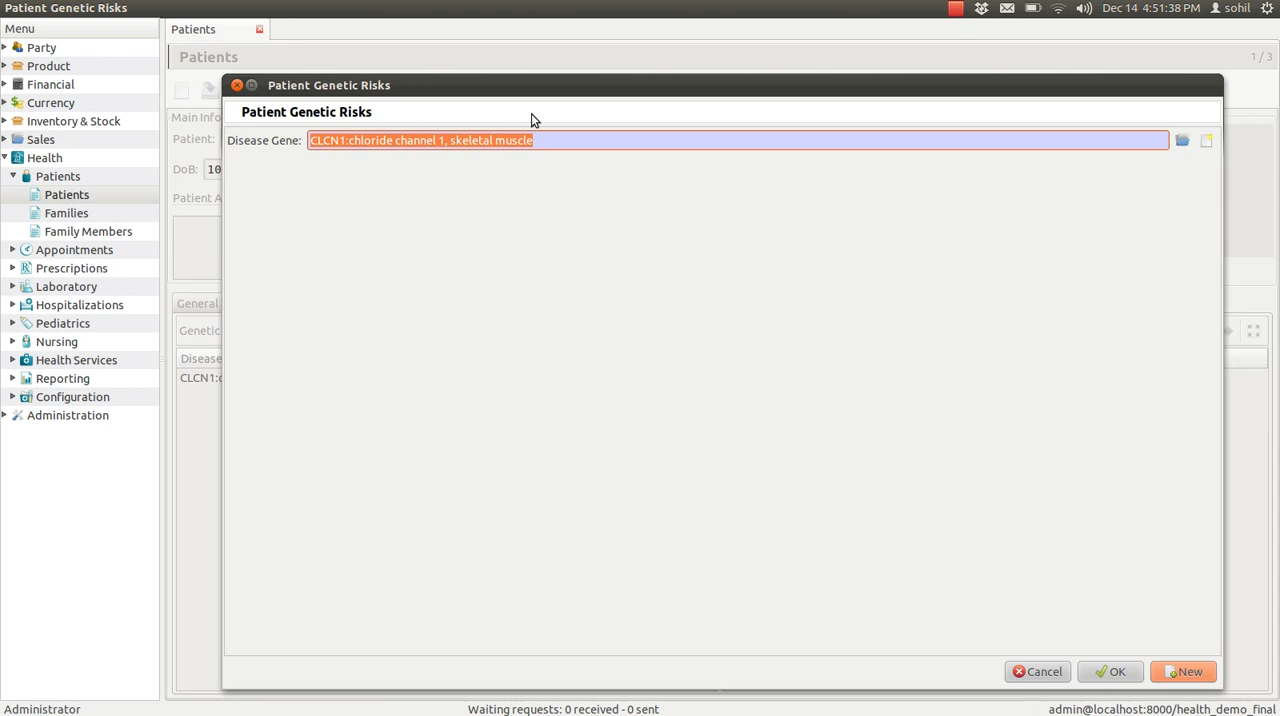 Patient Genetic Risks
Dec 14 4:51:38 PM sohil
Menu
Party
Product
Financial
Currency
Inventory & Stock
Sales
Health
Patients
Patients
Families
Family Members
Appointments
Prescriptions
Laboratory
Hospitalizations
Pediatrics
Nursing
Health Services
Reporting
Configuration
Administration
Patients
Patients
1 / 3
Main Info
Patient:
DoB: 10
Patient A
General
Genetic
Disease
CLCN1:c
Patient Genetic Risks
Patient Genetic Risks
Disease Gene: CLCN1:chloride channel 1, skeletal muscle
Cancel OK New
Administrator
Waiting requests: 0 received - 0 sent
admin@localhost:8000/health_demo_final